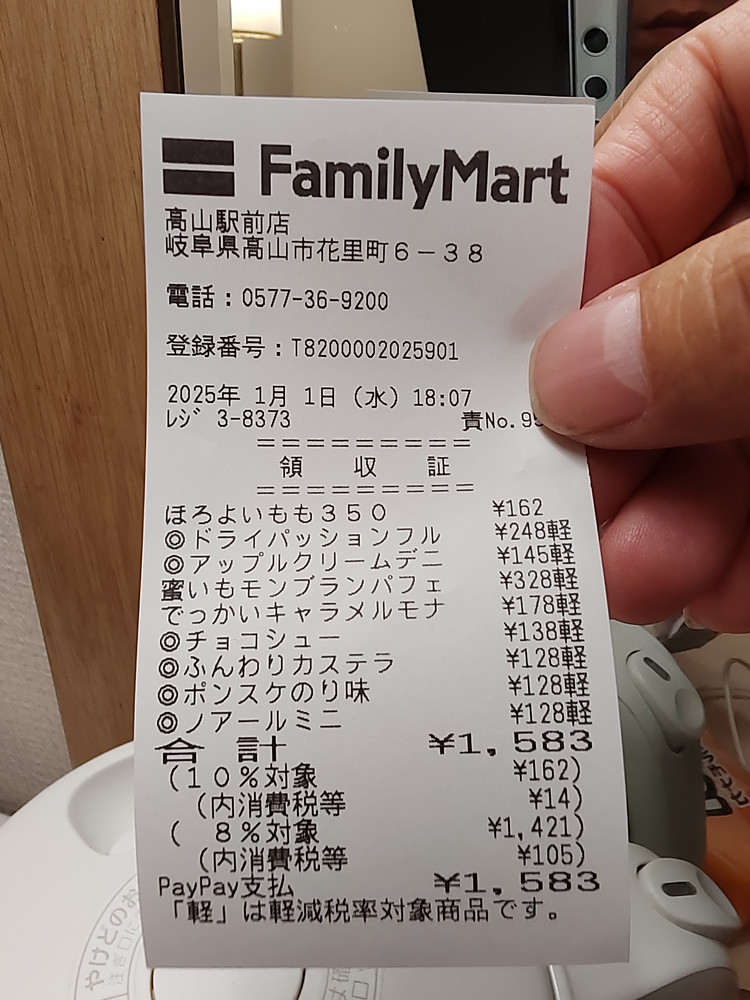 FamilyMart
高山駅前店
岐阜県高山市花里町6-38
電話:0577-36-9200
登録番号:T8200002025901
2025年 1月 1日(水)18:07
レジ 3-8373 責No.95
=========
領 収 証
=========
ほろよいもも350 ¥162
◎ドライパッションフル ¥248軽
◎アップルクリームデニ ¥145軽
蜜いもモンブランパフェ ¥328軽
でっかいキャラメルモナ ¥178軽
◎チョコシュー ¥138軽
◎ふんわりカステラ ¥128軽
◎ポンスケのり味 ¥128軽
◎ノアールミニ ¥128軽
合 計 ¥1,583
(10%対象 ¥162)
(内消費税等 ¥14)
( 8%対象 ¥1,421)
(内消費税等 ¥105)
PayPay支払 ¥1,583
「軽」は軽減税率対象商品です。
やけどのお